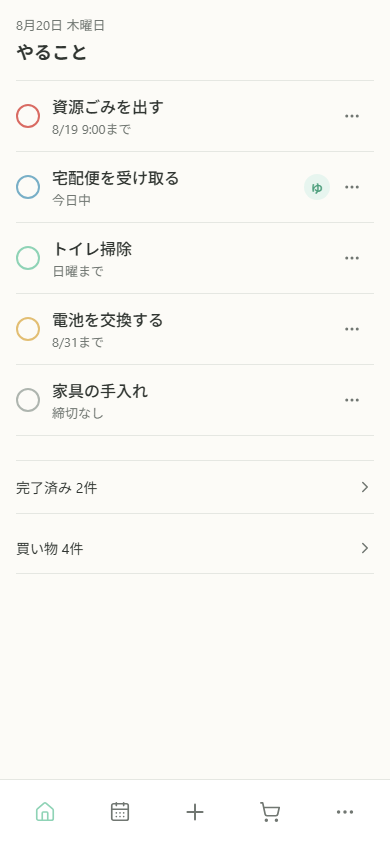 8月20日 木曜日
やること
資源ごみを出す
8/19 9:00まで
宅配便を受け取る
今日中
ゆ
トイレ掃除
日曜まで
電池を交換する
8/31まで
家具の手入れ
締切なし
完了済み 2件
買い物 4件